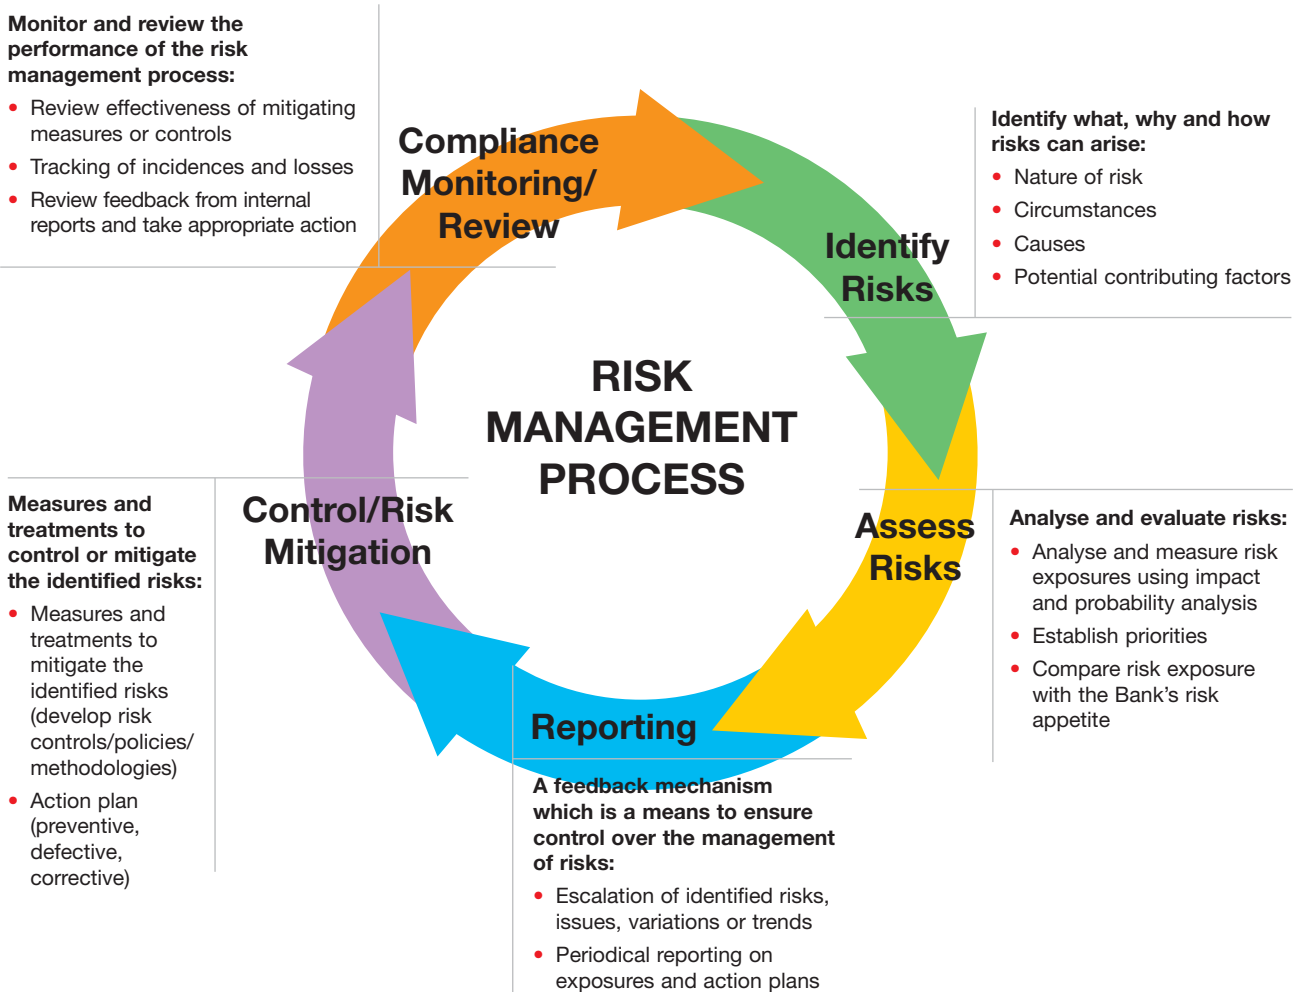 Monitor and review the
performance of the risk
management process:
• Review effectiveness of mitigating
measures or controls
• Tracking of incidences and losses
• Review feedback from internal
reports and take appropriate action
Compliance
Monitoring/
Review
Identify what, why and how
risks can arise:
• Nature of risk
• Circumstances
• Causes
• Potential contributing factors
Identify
Risks
RISK
MANAGEMENT
PROCESS
Measures and
treatments to
control or mitigate
the identified risks:
• Measures and
treatments to
mitigate the
identified risks
(develop risk
controls/policies/
methodologies)
• Action plan
(preventive,
defective,
corrective)
Control/Risk
Mitigation
Assess
Risks
Analyse and evaluate risks:
• Analyse and measure risk
exposures using impact
and probability analysis
• Establish priorities
• Compare risk exposure
with the Bank’s risk
appetite
Reporting
A feedback mechanism
which is a means to ensure
control over the management
of risks:
• Escalation of identified risks,
issues, variations or trends
• Periodical reporting on
exposures and action plans